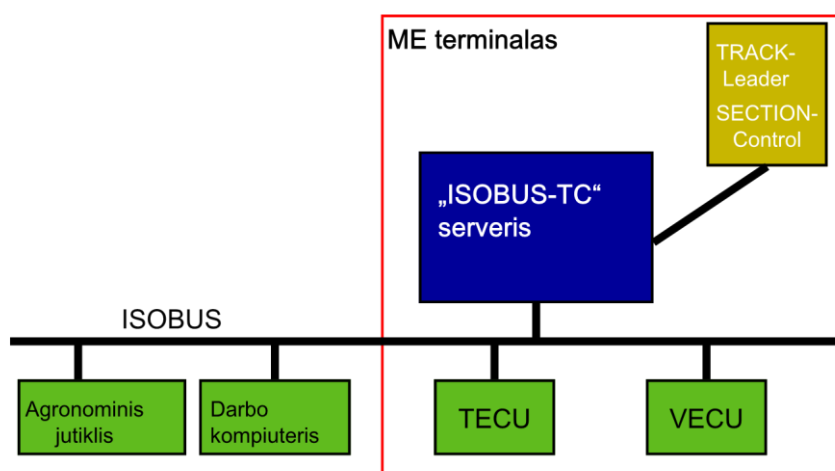 ME terminalas
TRACK-
Leader
SECTION-
Control
„ISOBUS-TC“
serveris
ISOBUS
Agronominis
jutiklis
Darbo
kompiuteris
TECU
VECU